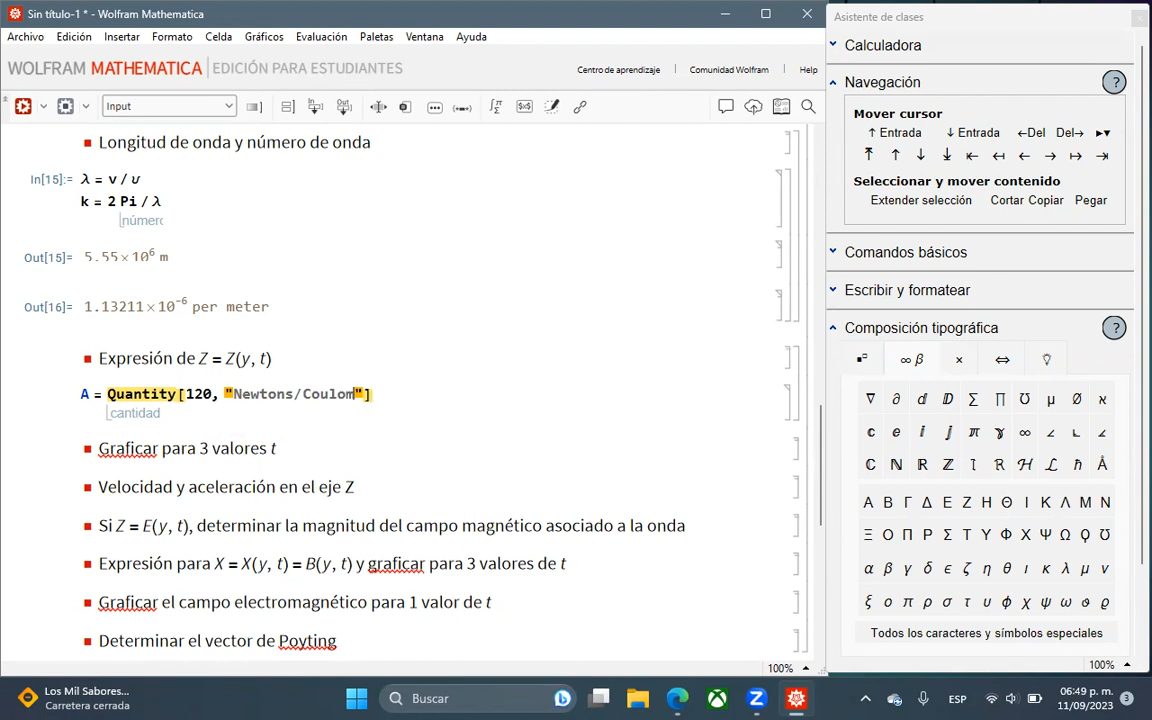 Sin título-1 * - Wolfram Mathematica
Archivo Edición Insertar Formato Celda Gráficos Evaluación Paletas Ventana Ayuda
WOLFRAM MATHEMATICA | EDICIÓN PARA ESTUDIANTES
Centro de aprendizaje | Comunidad Wolfram | Help
Input
Longitud de onda y número de onda
In[15]:= λ = v / υ
k = 2 Pi / λ
númerc
Out[15]= 5.55×10^6 m
Out[16]= 1.13211×10^-6 per meter
Expresión de Z = Z(y, t)
A = Quantity[120, "Newtons/Coulom"]
cantidad
Graficar para 3 valores t
Velocidad y aceleración en el eje Z
Si Z = E(y, t), determinar la magnitud del campo magnético asociado a la onda
Expresión para X = X(y, t) = B(y, t) y graficar para 3 valores de t
Graficar el campo electromagnético para 1 valor de t
Determinar el vector de Poyting
100%
Asistente de clases
Calculadora
Navegación ?
Mover cursor
↑ Entrada ↓ Entrada ←Del Del→ ▸▾
Seleccionar y mover contenido
Extender selección Cortar Copiar Pegar
Comandos básicos
Escribir y formatear
Composición tipográfica ?
∞ β × ⇔
∇ ∂ ⅆ ⅅ ∑ ∏ ℧ μ Ø ℵ
ⅇ ⅈ ⅉ π ∞ ∠
ℂ ℕ ℝ ℤ ℋ ℒ ℏ Å
Α Β Γ Δ Ε Ζ Η Θ Ι Κ Λ Μ Ν
Ξ Ο Π Ρ Σ Τ Υ Φ Χ Ψ Ω
α β γ δ ϵ ζ η θ ι κ λ μ ν
ξ ο π ρ σ τ υ ϕ χ ψ ω
Todos los caracteres y símbolos especiales
100%
Los Mil Sabores...
Carretera cerrada
Buscar
ESP
06:49 p. m.
11/09/2023
3